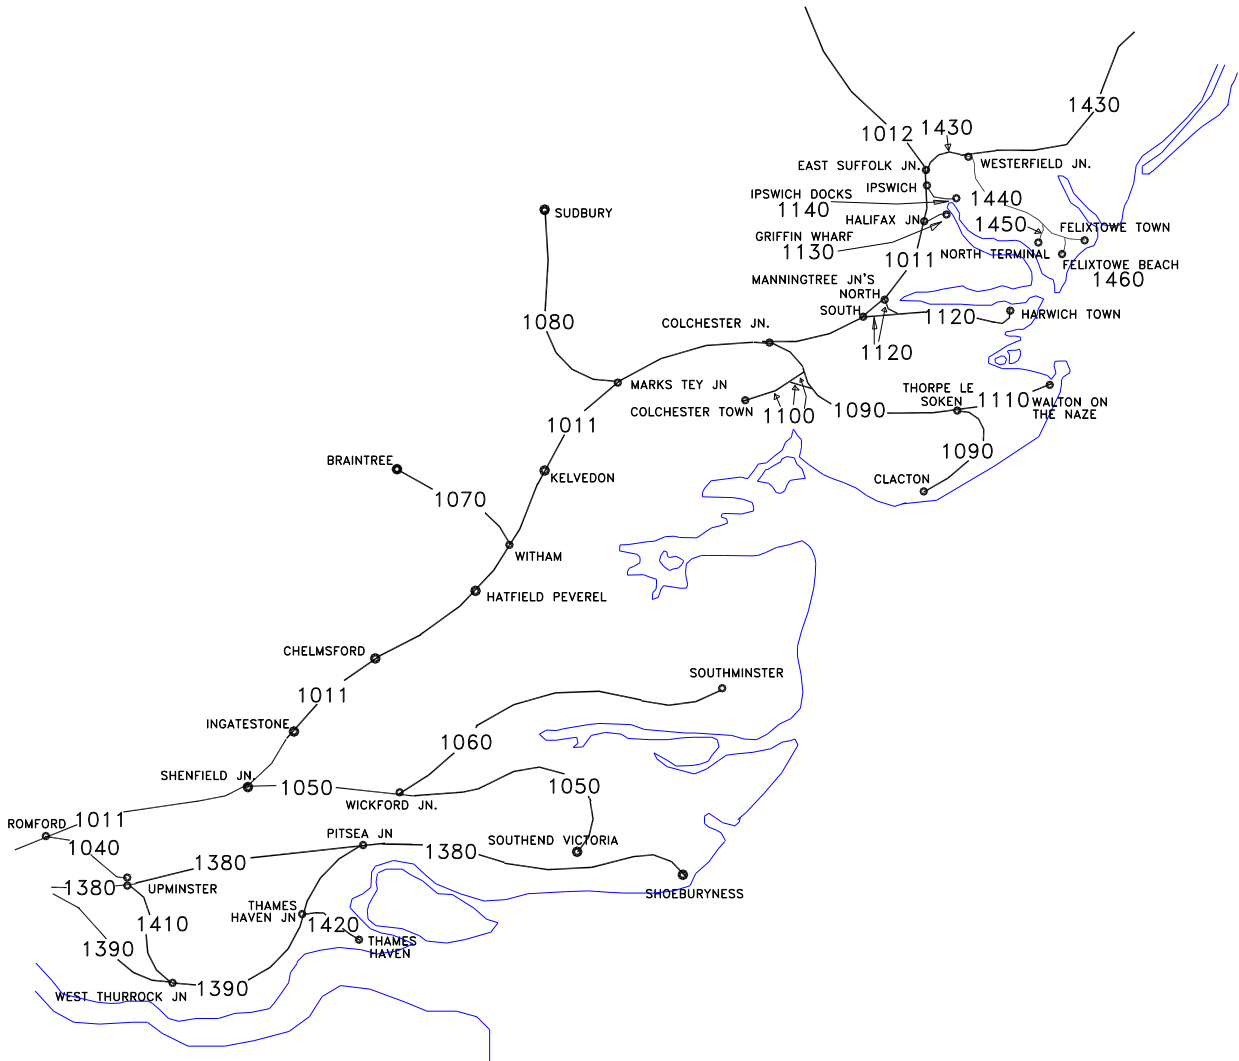 1430
1012
1430
EAST SUFFOLK JN.
WESTERFIELD JN.
IPSWICH
IPSWICH DOCKS
1140
1440
SUDBURY
HALIFAX JN
1450
FELIXTOWE TOWN
GRIFFIN WHARF
1130
1011
NORTH TERMINAL
FELIXTOWE BEACH
1460
MANNINGTREE JN'S
NORTH
SOUTH
1120
HARWICH TOWN
1080
COLCHESTER JN.
1120
MARKS TEY JN
THORPE LE
SOKEN
1110
WALTON ON
THE NAZE
COLCHESTER TOWN
1100
1090
1011
1090
BRAINTREE
KELVEDON
CLACTON
1070
WITHAM
HATFIELD PEVEREL
CHELMSFORD
SOUTHMINSTER
1011
INGATESTONE
1060
SHENFIELD JN.
1050
1050
WICKFORD JN.
ROMFORD
1011
PITSEA JN
SOUTHEND VICTORIA
1040
1380
1380
1380
UPMINSTER
SHOEBURYNESS
THAMES
HAVEN JN
1410
1420
THAMES
HAVEN
1390
1390
WEST THURROCK JN